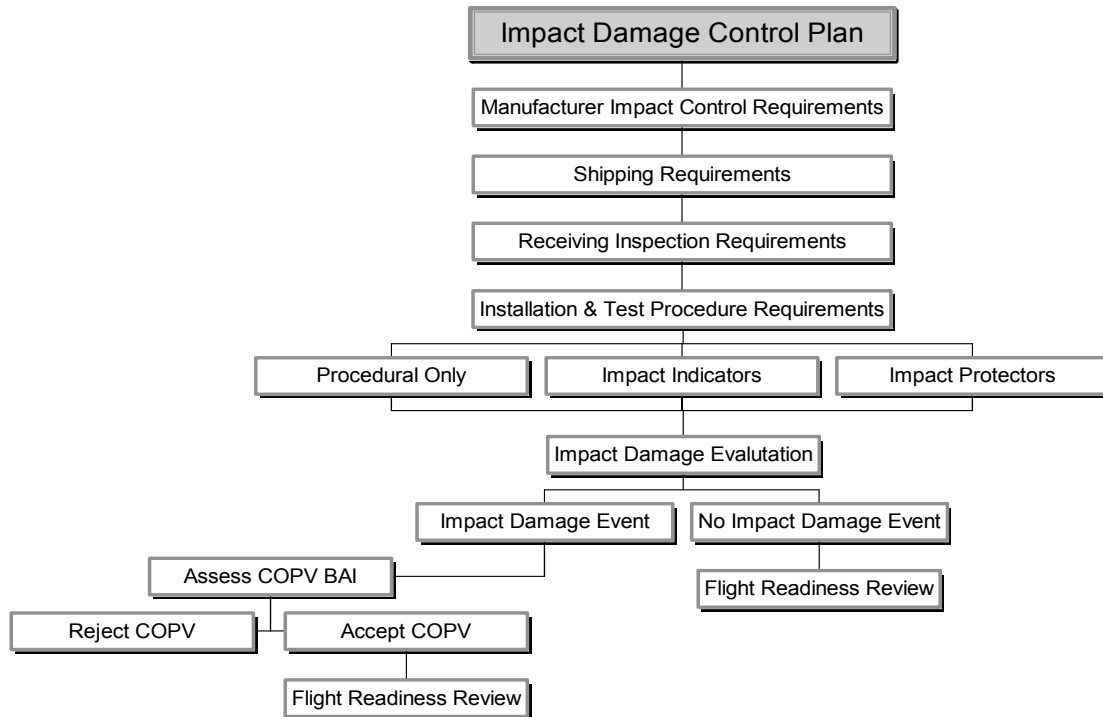 Impact Damage Control Plan
Manufacturer Impact Control Requirements
Shipping Requirements
Receiving Inspection Requirements
Installation & Test Procedure Requirements
Procedural Only
Impact Indicators
Impact Protectors
Impact Damage Evalutation
Impact Damage Event
No Impact Damage Event
Assess COPV BAI
Flight Readiness Review
Reject COPV
Accept COPV
Flight Readiness Review